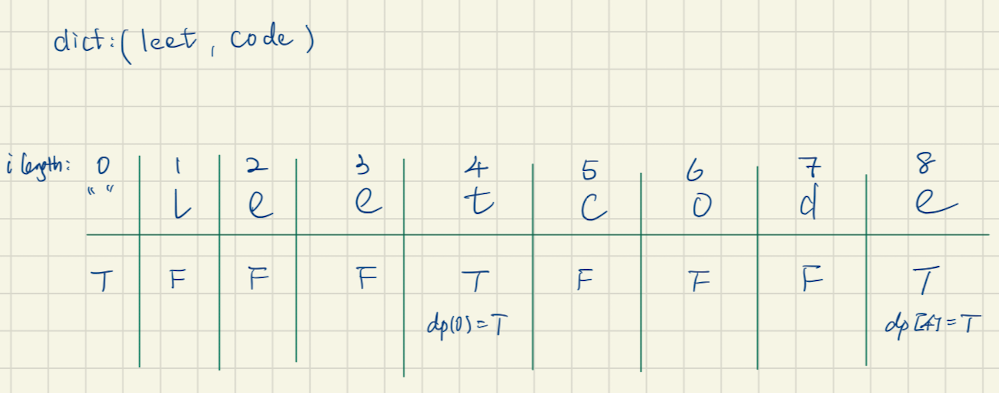 dict:( leet , code )
i length: 0 1 2 3 4 5 6 7 8
" " l e e t c o d e
T F F F T F F F T
dp(0)=T dp[4]=T